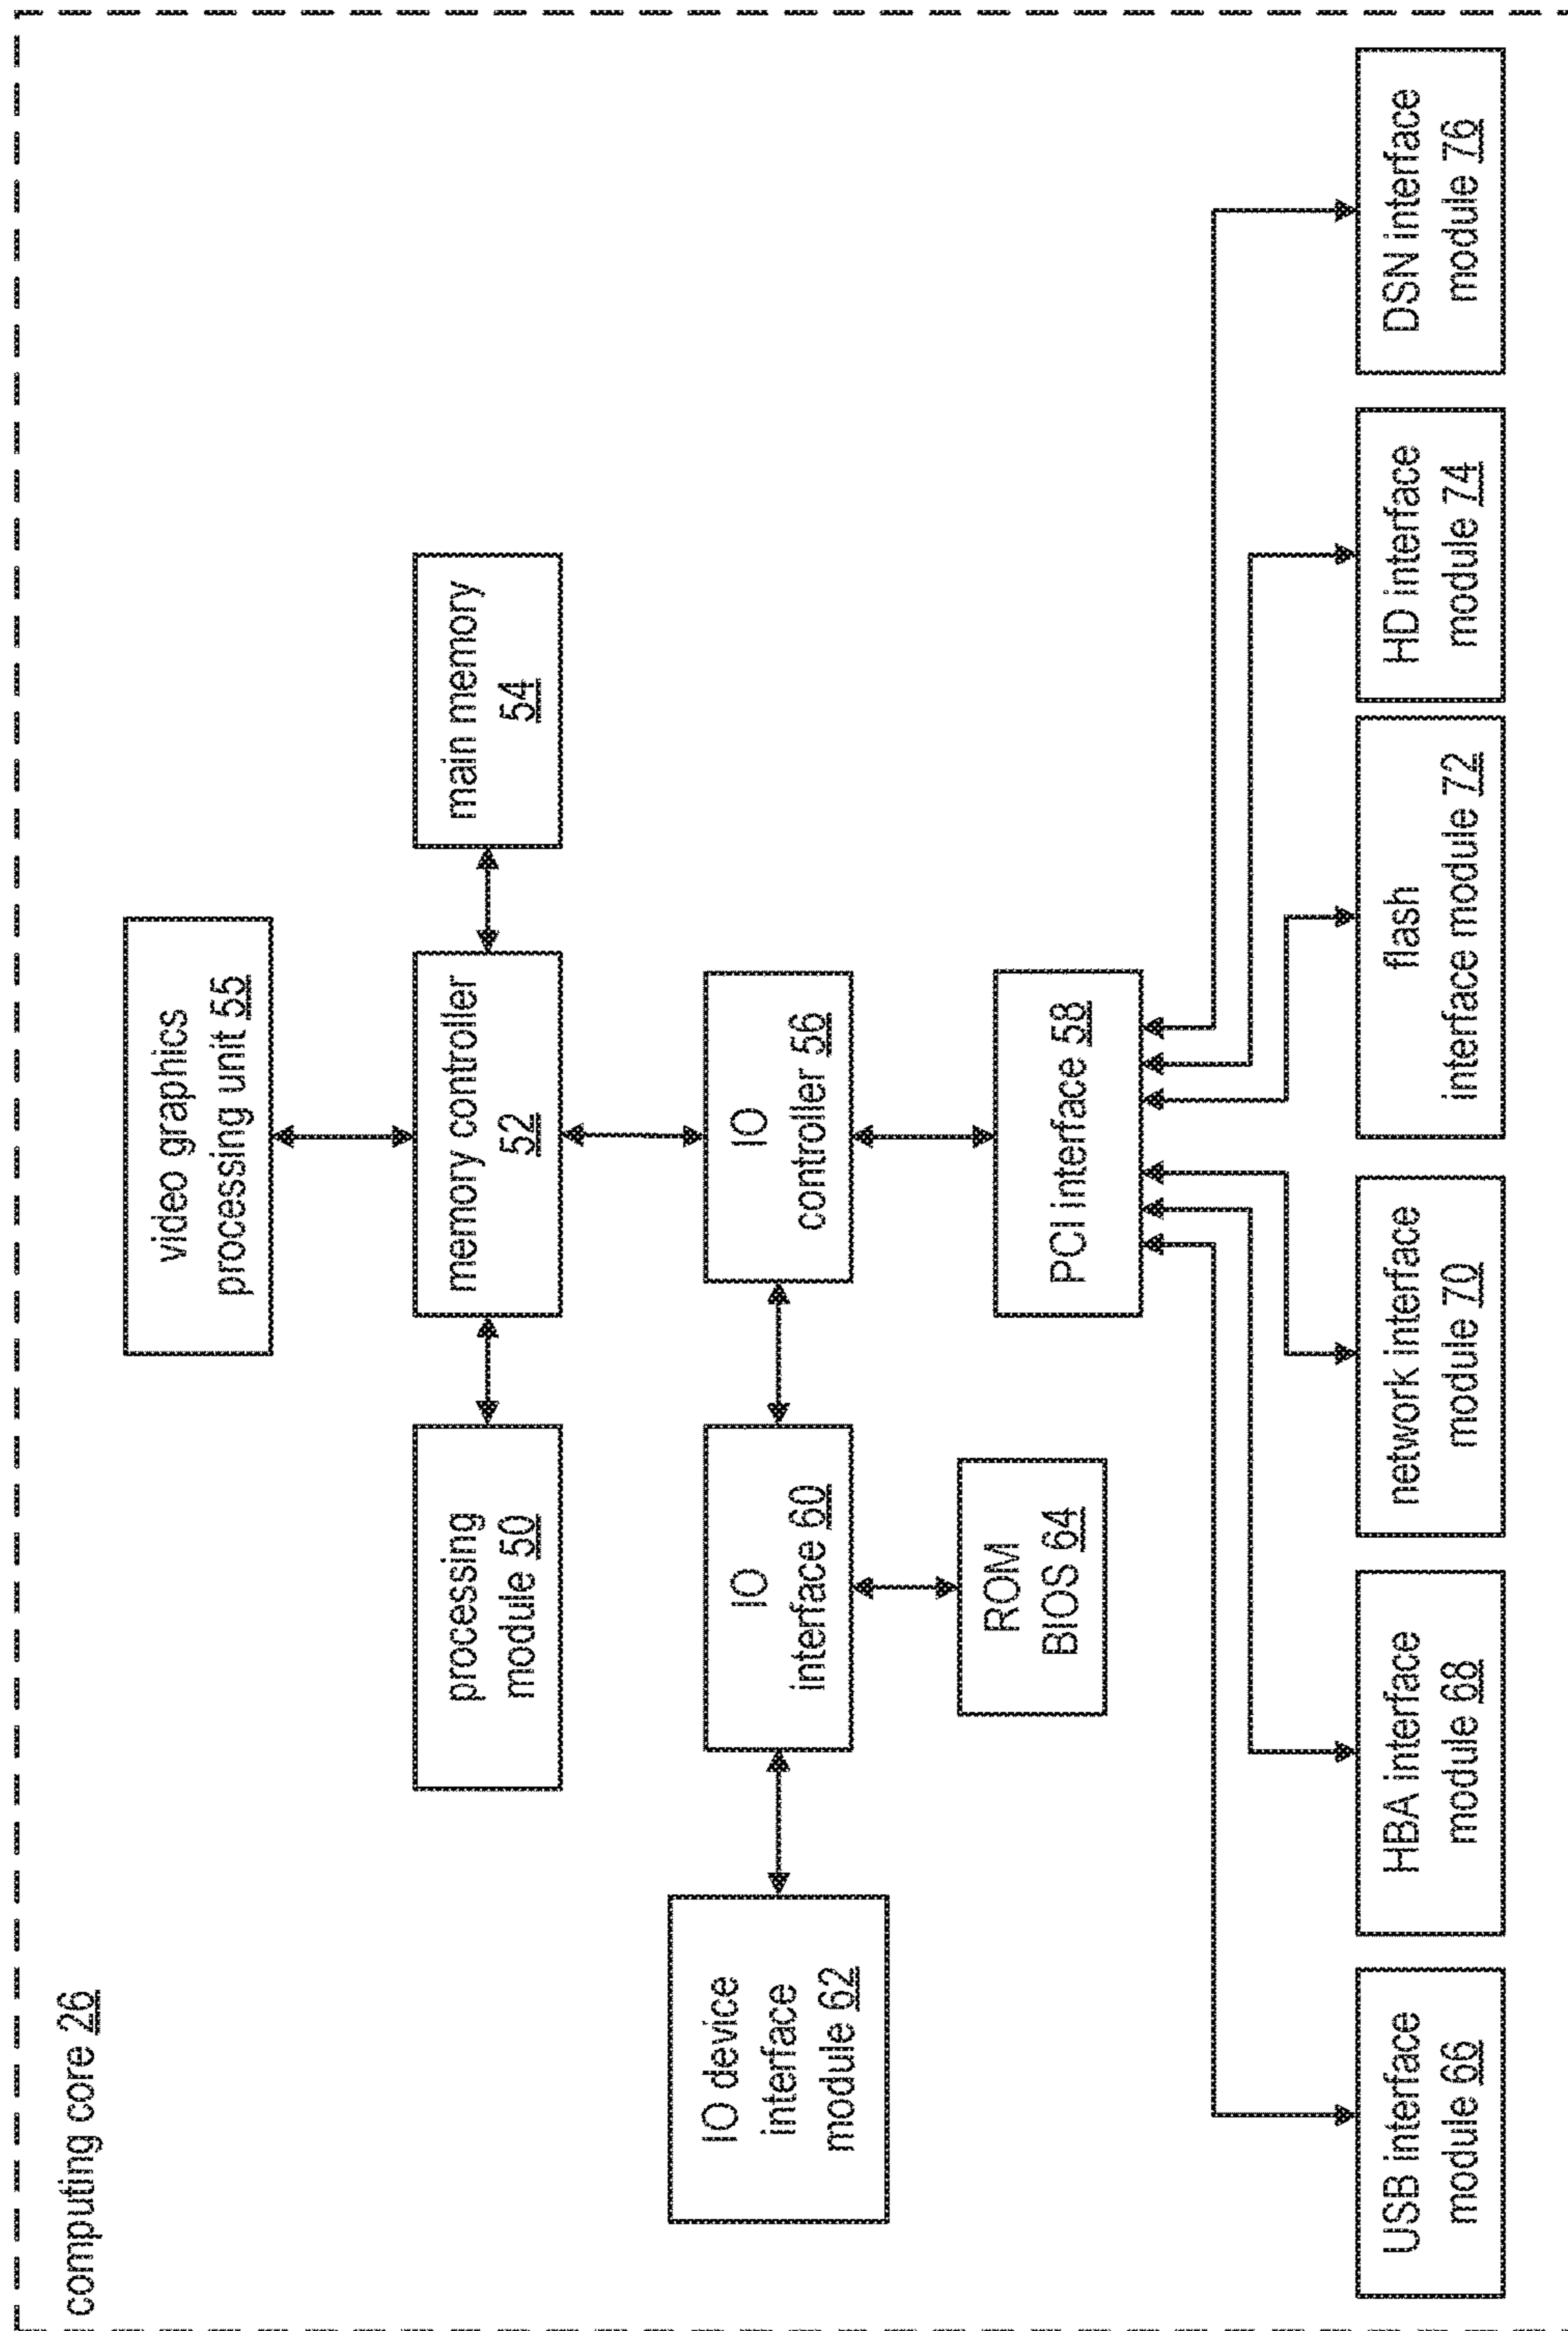 computing core 26
video graphics
processing unit 55
processing
module 50
memory controller
52
main memory
54
IO device
interface
module 62
IO
interface 60
IO
controller 56
ROM
BIOS 64
PCI interface 58
USB interface
module 66
HBA interface
module 68
network interface
module 70
flash
interface module 72
HD interface
module 74
DSN interface
module 76